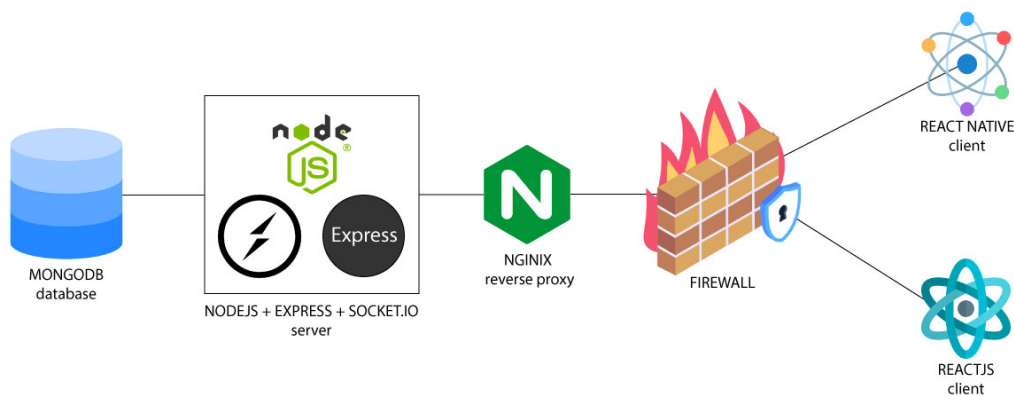 MONGODB
database
node
JS
®
Express
NODEJS + EXPRESS + SOCKET.IO
server
N
NGINIX
reverse proxy
FIREWALL
REACT NATIVE
client
REACTJS
client